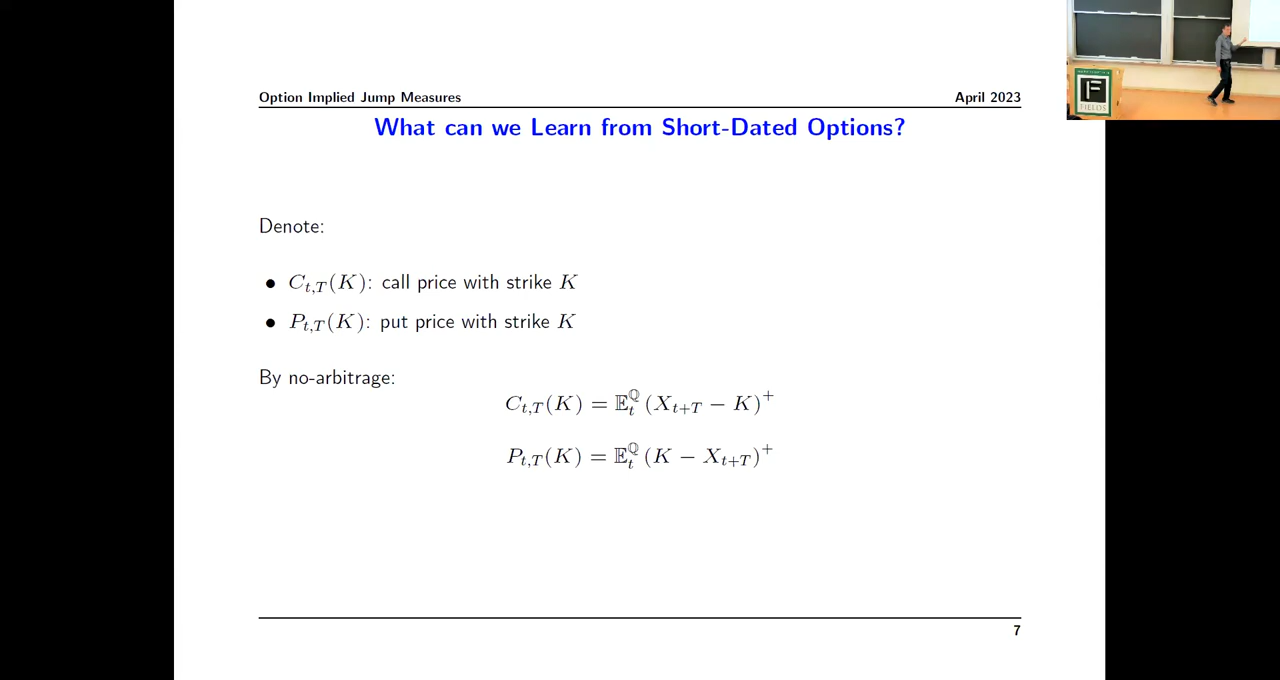 Option Implied Jump Measures April 2023
What can we Learn from Short-Dated Options?
Denote:
• C_{t,T}(K): call price with strike K
• P_{t,T}(K): put price with strike K
By no-arbitrage:
C_{t,T}(K) = 𝔼_t^ℚ (X_{t+T} − K)^+
P_{t,T}(K) = 𝔼_t^ℚ (K − X_{t+T})^+
7
F
FIELDS